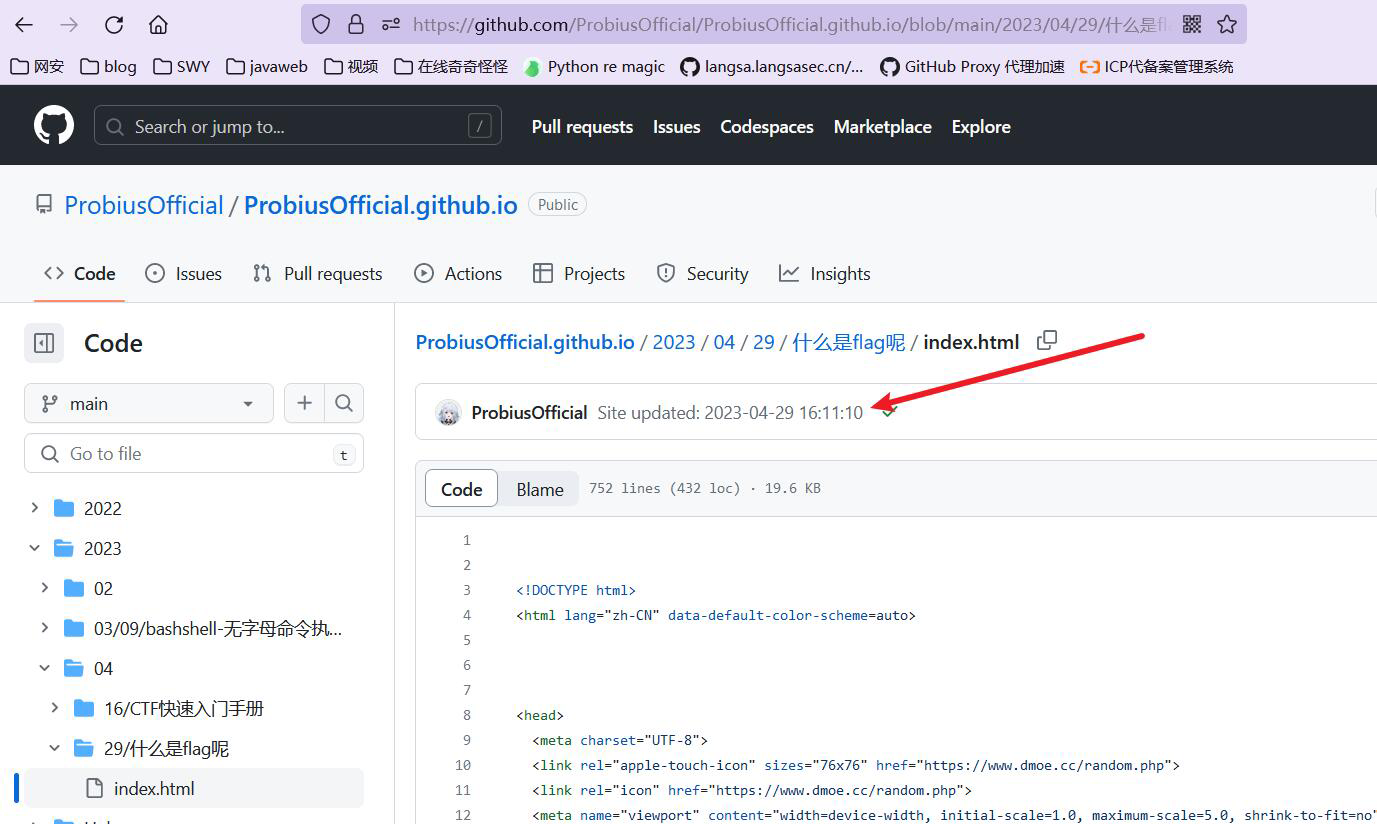 https://github.com/ProbiusOfficial/ProbiusOfficial.github.io/blob/main/2023/04/29/什么是fl
网安 blog SWY javaweb 视频 在线奇奇怪怪 Python re magic langsa.langsasec.cn/... GitHub Proxy 代理加速 ICP代备案管理系统
Search or jump to... / Pull requests Issues Codespaces Marketplace Explore
ProbiusOfficial / ProbiusOfficial.github.io Public
Code Issues Pull requests Actions Projects Security Insights
Code
main
Go to file t
2022
2023
02
03/09/bashshell-无字母命令执...
04
16/CTF快速入门手册
29/什么是flag呢
index.html
ProbiusOfficial.github.io / 2023 / 04 / 29 / 什么是flag呢 / index.html
ProbiusOfficial Site updated: 2023-04-29 16:11:10
Code Blame 752 lines (432 loc) · 19.6 KB
1
2
3 <!DOCTYPE html>
4 <html lang="zh-CN" data-default-color-scheme=auto>
5
6
7
8 <head>
9 <meta charset="UTF-8">
10 <link rel="apple-touch-icon" sizes="76x76" href="https://www.dmoe.cc/random.php">
11 <link rel="icon" href="https://www.dmoe.cc/random.php">
12 <meta name="viewport" content="width=device-width, initial-scale=1.0, maximum-scale=5.0, shrink-to-fit=no"